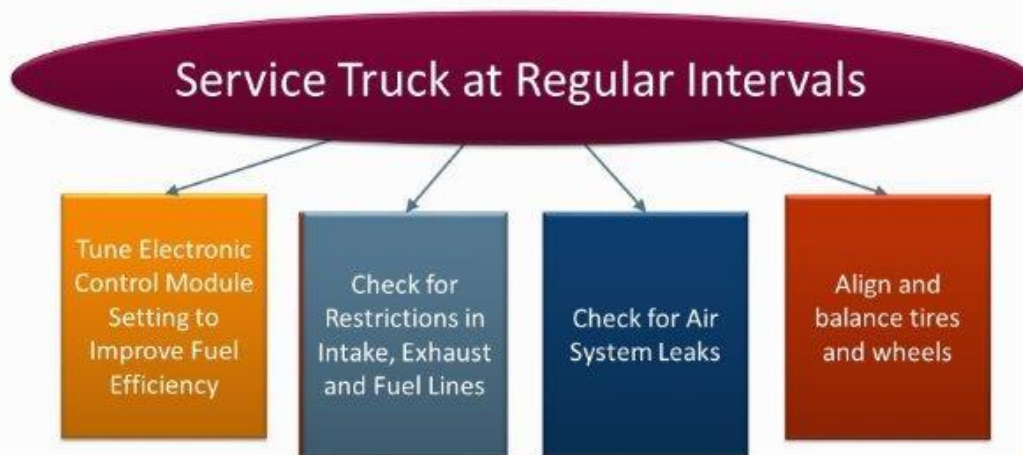 Service Truck at Regular Intervals
Tune Electronic
Control Module
Setting to
Improve Fuel
Efficiency
Check for
Restrictions in
Intake, Exhaust
and Fuel Lines
Check for Air
System Leaks
Align and
balance tires
and wheels